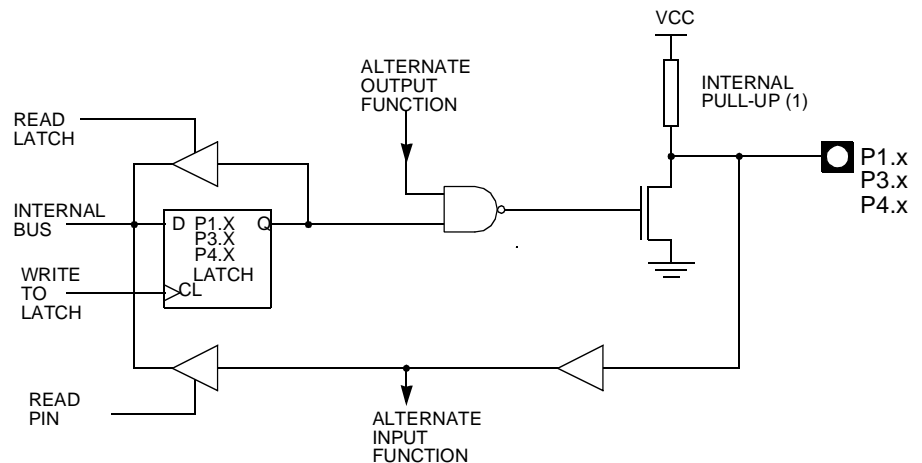 VCC
ALTERNATE
OUTPUT
FUNCTION
INTERNAL
PULL-UP (1)
READ
LATCH
P1.x
P3.x
P4.x
INTERNAL
BUS
D P1.X Q
P3.X
P4.X
LATCH
CL
WRITE
TO
LATCH
READ
PIN
ALTERNATE
INPUT
FUNCTION